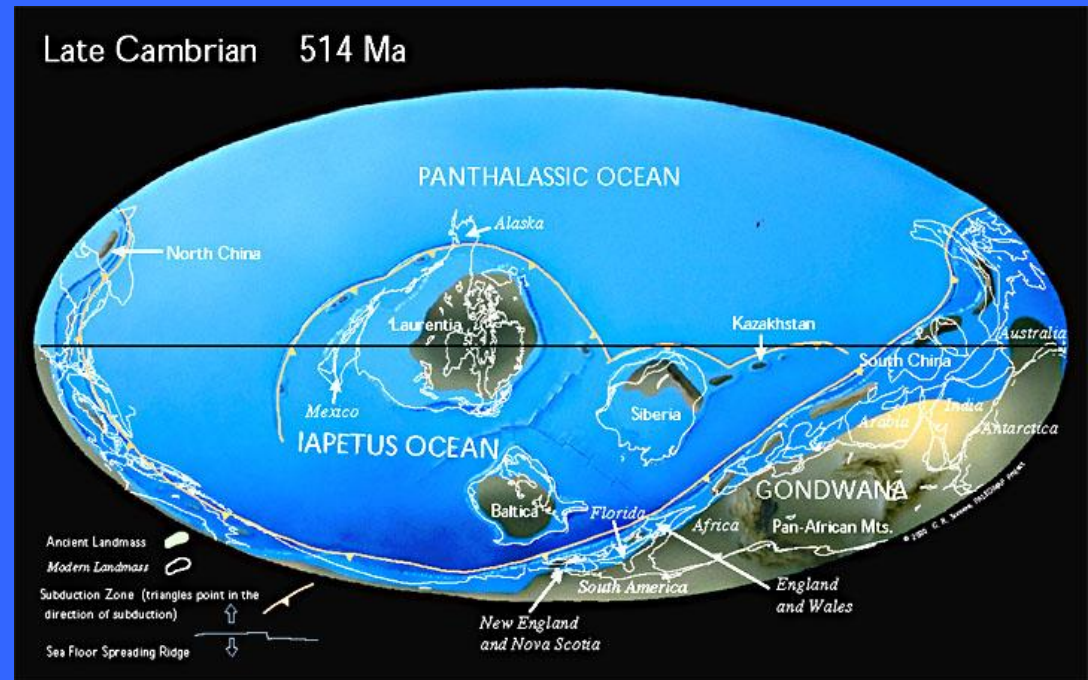 Late Cambrian 514 Ma
PANTHALASSIC OCEAN
Alaska
North China
Laurentia
Kazakhstan
Australia
South China
Mexico
Siberia
India
Arabia
Antarctica
IAPETUS OCEAN
GONDWANA
Baltica
Florida
Africa
Pan-African Mts.
Ancient Landmass
Modern Landmass
South America
England
and Wales
Subduction Zone (triangles point in the
direction of subduction)
New England
and Nova Scotia
Sea Floor Spreading Ridge